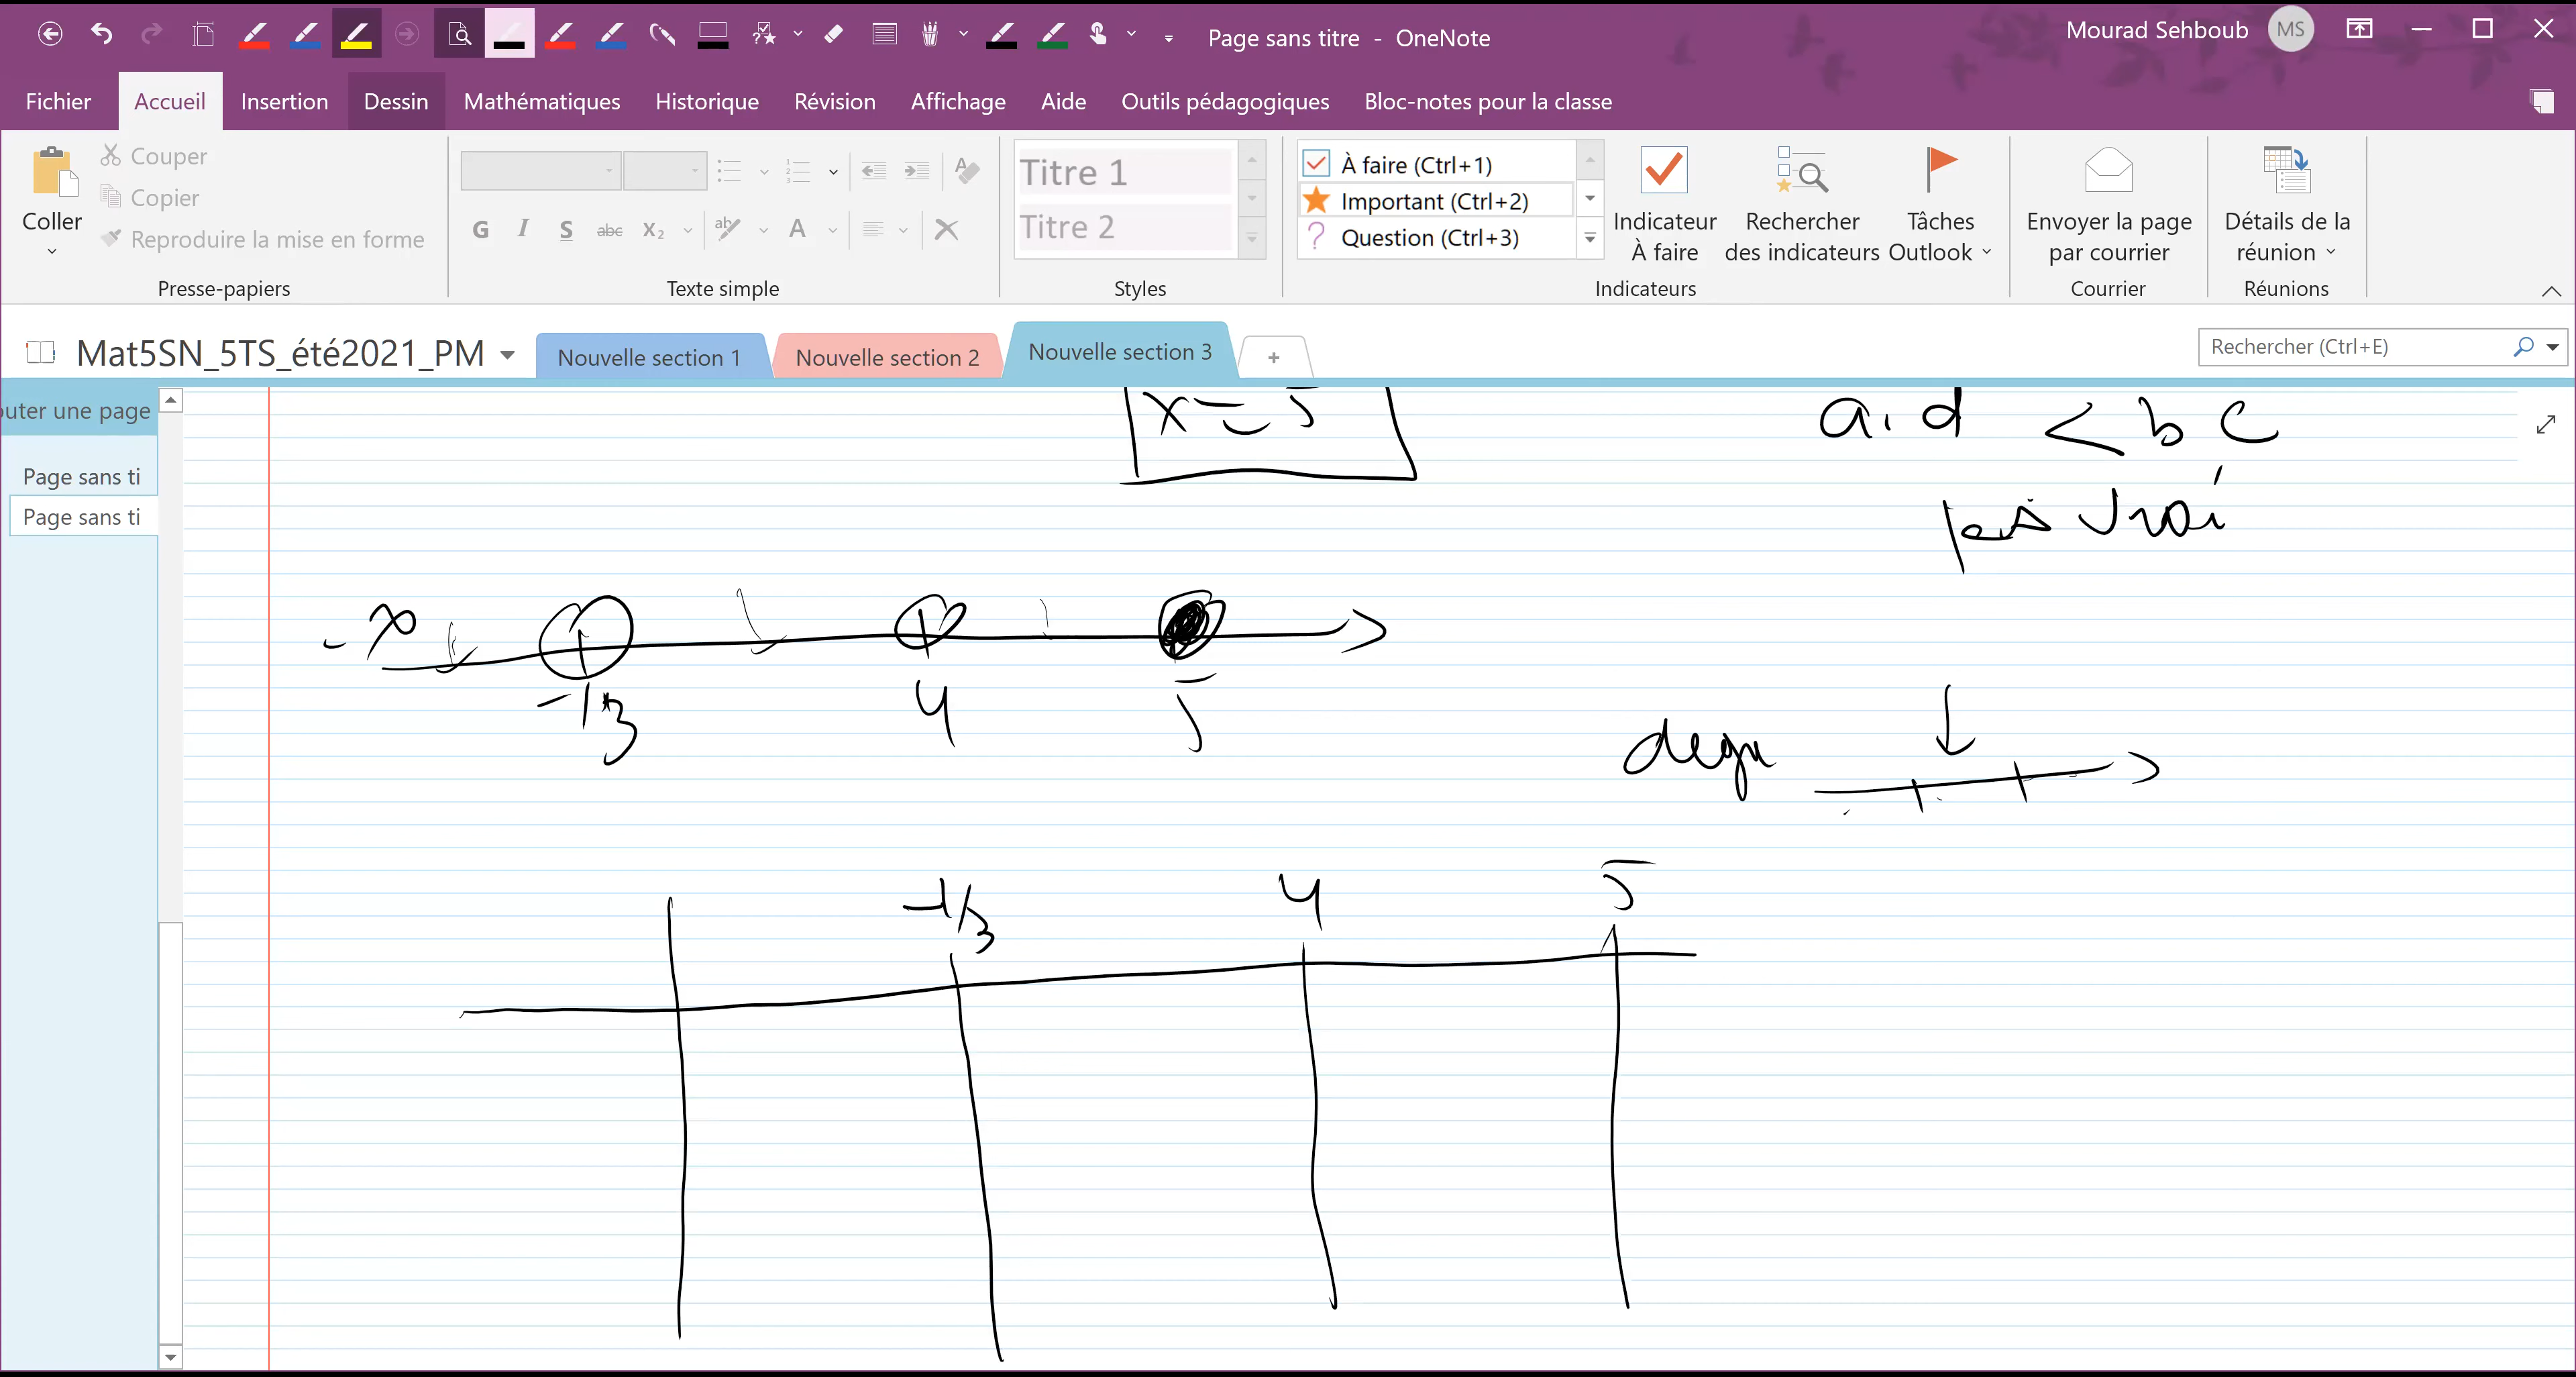 Page sans titre - OneNote
Mourad Sehboub MS
Fichier Accueil Insertion Dessin Mathématiques Historique Révision Affichage Aide Outils pédagogiques Bloc-notes pour la classe
Coller
Couper
Copier
Reproduire la mise en forme
Presse-papiers
G I S abc X₂ A
Texte simple
Titre 1
Titre 2
Styles
À faire (Ctrl+1)
Important (Ctrl+2)
Question (Ctrl+3)
Indicateur À faire
Rechercher des indicateurs
Tâches Outlook
Indicateurs
Envoyer la page par courrier
Courrier
Détails de la réunion
Réunions
Mat5SN_5TS_été2021_PM
Nouvelle section 1 Nouvelle section 2 Nouvelle section 3 +
Rechercher (Ctrl+E)
outer une page
Page sans ti
Page sans ti
x = 5
a. d < b c
pas vrai
-1/3 4 5
-1/3 4 5